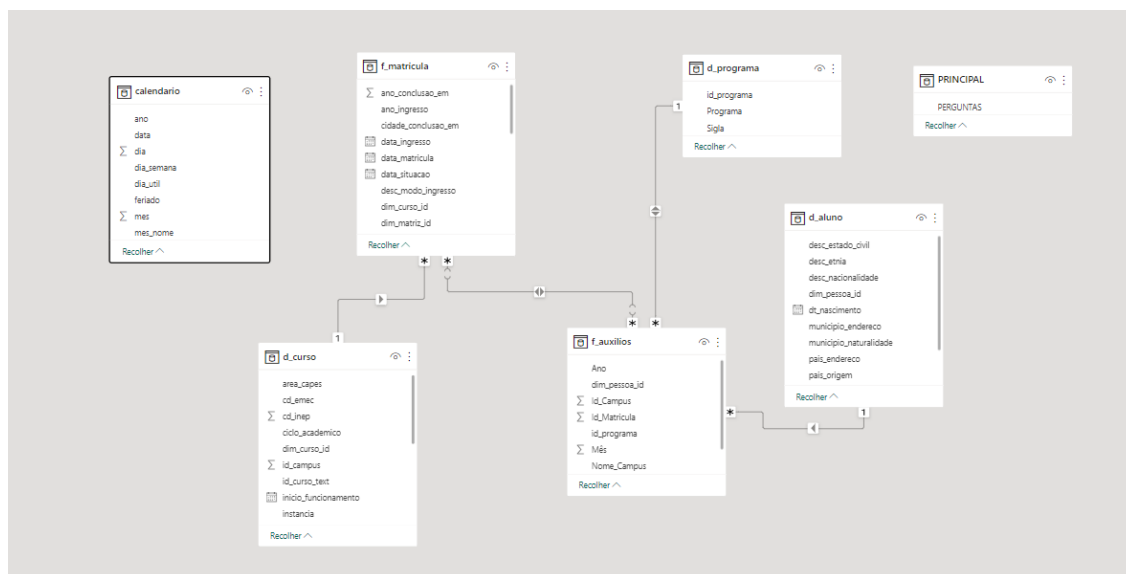 calendario
ano
data
dia
dia_semana
dia_util
feriado
mes
mes_nome
Recolher
f_matricula
ano_conclusao_em
ano_ingresso
cidade_conclusao_em
data_ingresso
data_matricula
data_situacao
desc_modo_ingresso
dim_curso_id
dim_matriz_id
Recolher
d_programa
id_programa
Programa
Sigla
Recolher
PRINCIPAL
PERGUNTAS
Recolher
d_aluno
desc_estado_civil
desc_etnia
desc_nacionalidade
dim_pessoa_id
dt_nascimento
municipio_endereco
municipio_naturalidade
pais_endereco
pais_origem
Recolher
d_curso
area_capes
cd_emec
cd_inep
ciclo_academico
dim_curso_id
id_campus
id_curso_text
inicio_funcionamento
instancia
Recolher
f_auxilios
Ano
dim_pessoa_id
Id_Campus
Id_Matricula
id_programa
Mês
Nome_Campus
Recolher
1
*
*
1
*
*
1
*